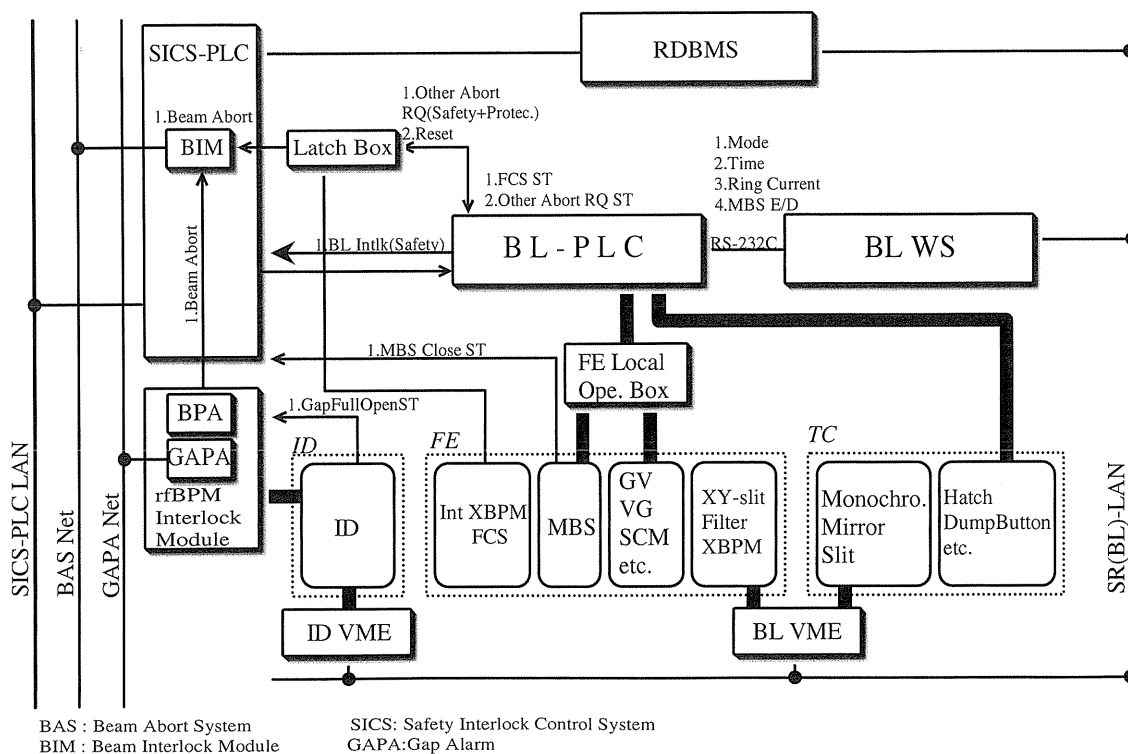 SICS-PLC
RDBMS
1.Beam Abort
BIM
Latch Box
1.Other Abort
RQ(Safety+Protec.)
2.Reset
1.FCS ST
2.Other Abort RQ ST
1.Mode
2.Time
3.Ring Current
4.MBS E/D
1.BL Intlk(Safety)
BL-PLC
RS-232C
BL WS
1.Beam Abort
1.MBS Close ST
FE Local
Ope. Box
BPA
GAPA
rfBPM
Interlock
Module
1.GapFullOpenST
ID
ID
FE
Int XBPM
FCS
MBS
GV
VG
SCM
etc.
XY-slit
Filter
XBPM
TC
Monochro.
Mirror
Slit
Hatch
DumpButton
etc.
ID VME
BL VME
SICS-PLC LAN
BAS Net
GAPA Net
SR(BL)-LAN
BAS : Beam Abort System
SICS: Safety Interlock Control System
BIM : Beam Interlock Module
GAPA:Gap Alarm